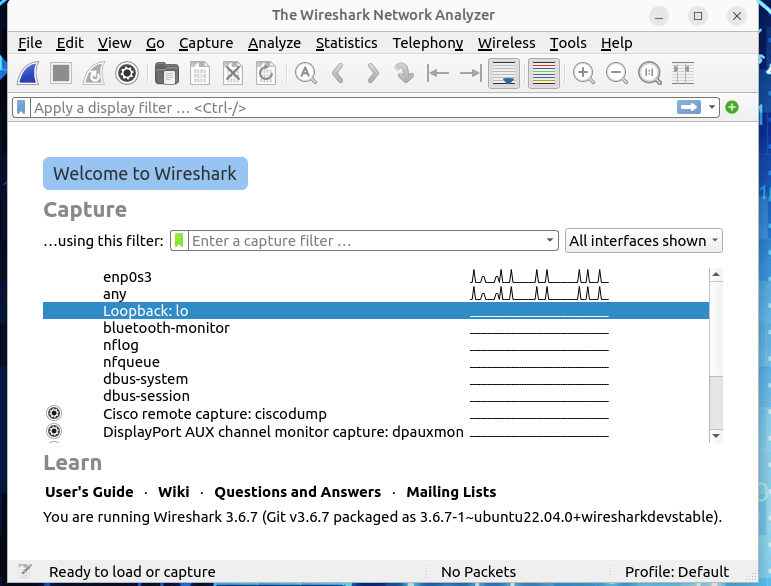 The Wireshark Network Analyzer
File Edit View Go Capture Analyze Statistics Telephony Wireless Tools Help
Apply a display filter … <Ctrl-/>
Welcome to Wireshark
Capture
…using this filter: Enter a capture filter … All interfaces shown
enp0s3
any
Loopback: lo
bluetooth-monitor
nflog
nfqueue
dbus-system
dbus-session
Cisco remote capture: ciscodump
DisplayPort AUX channel monitor capture: dpauxmon
Learn
User's Guide · Wiki · Questions and Answers · Mailing Lists
You are running Wireshark 3.6.7 (Git v3.6.7 packaged as 3.6.7-1~ubuntu22.04.0+wiresharkdevstable).
Ready to load or capture No Packets Profile: Default